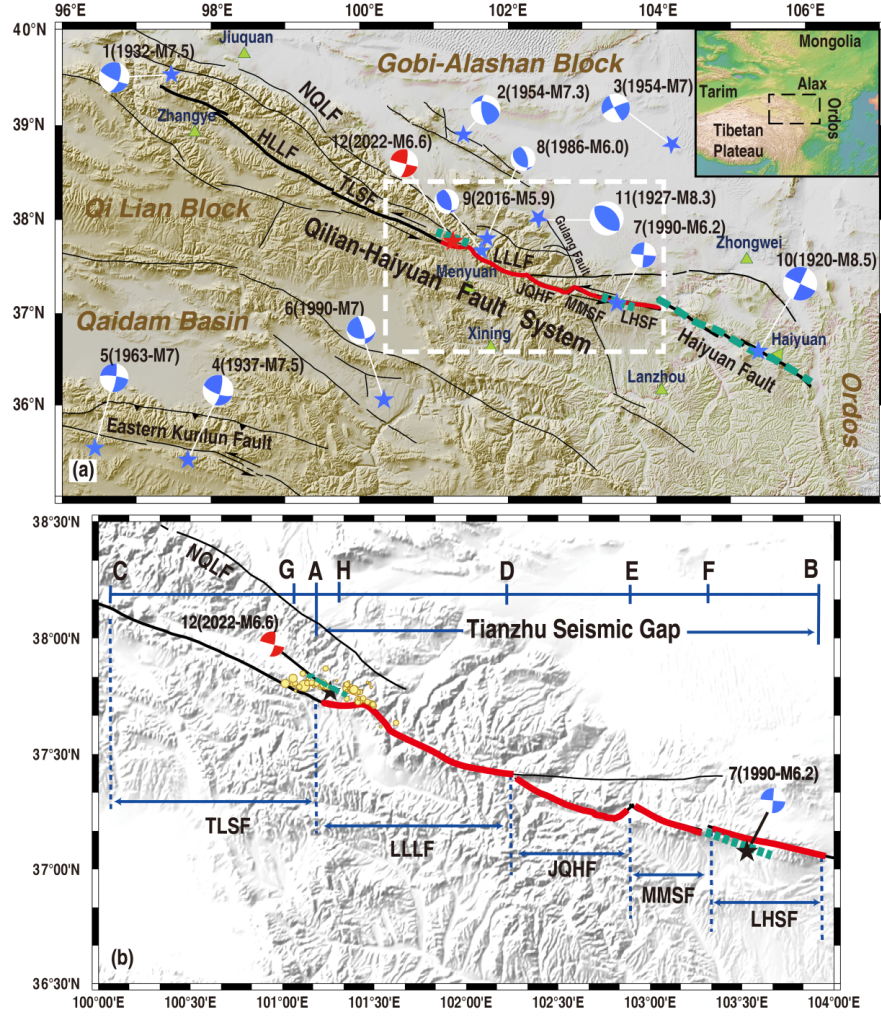 96°E 98°E 100°E 102°E 104°E 106°E
40°N
39°N
38°N
37°N
36°N
1(1932-M7.5)
Jiuquan
Gobi-Alashan Block
NQLF
2(1954-M7.3)
3(1954-M7)
Mongolia
Tarim
Alax
Ordos
Tibetan
Plateau
Zhangye
HLLF
12(2022-M6.6)
8(1986-M6.0)
TLSF
9(2016-M5.9)
11(1927-M8.3)
7(1990-M6.2)
Qi Lian Block
Qilian-Haiyuan Fault System
Gulang Fault
Zhongwei
LLLF
Menyuan
10(1920-M8.5)
JQHF
MMSF
LHSF
6(1990-M7)
Qaidam Basin
Xining
Haiyuan
Haiyuan Fault
5(1963-M7)
4(1937-M7.5)
Lanzhou
Ordos
Eastern Kunlun Fault
(a)
38°30'N
38°00'N
37°30'N
37°00'N
36°30'N
C G A H D E F B
NQLF
12(2022-M6.6)
Tianzhu Seismic Gap
7(1990-M6.2)
TLSF
LLLF
JQHF
MMSF
LHSF
(b)
100°00'E 100°30'E 101°00'E 101°30'E 102°00'E 102°30'E 103°00'E 103°30'E 104°00'E